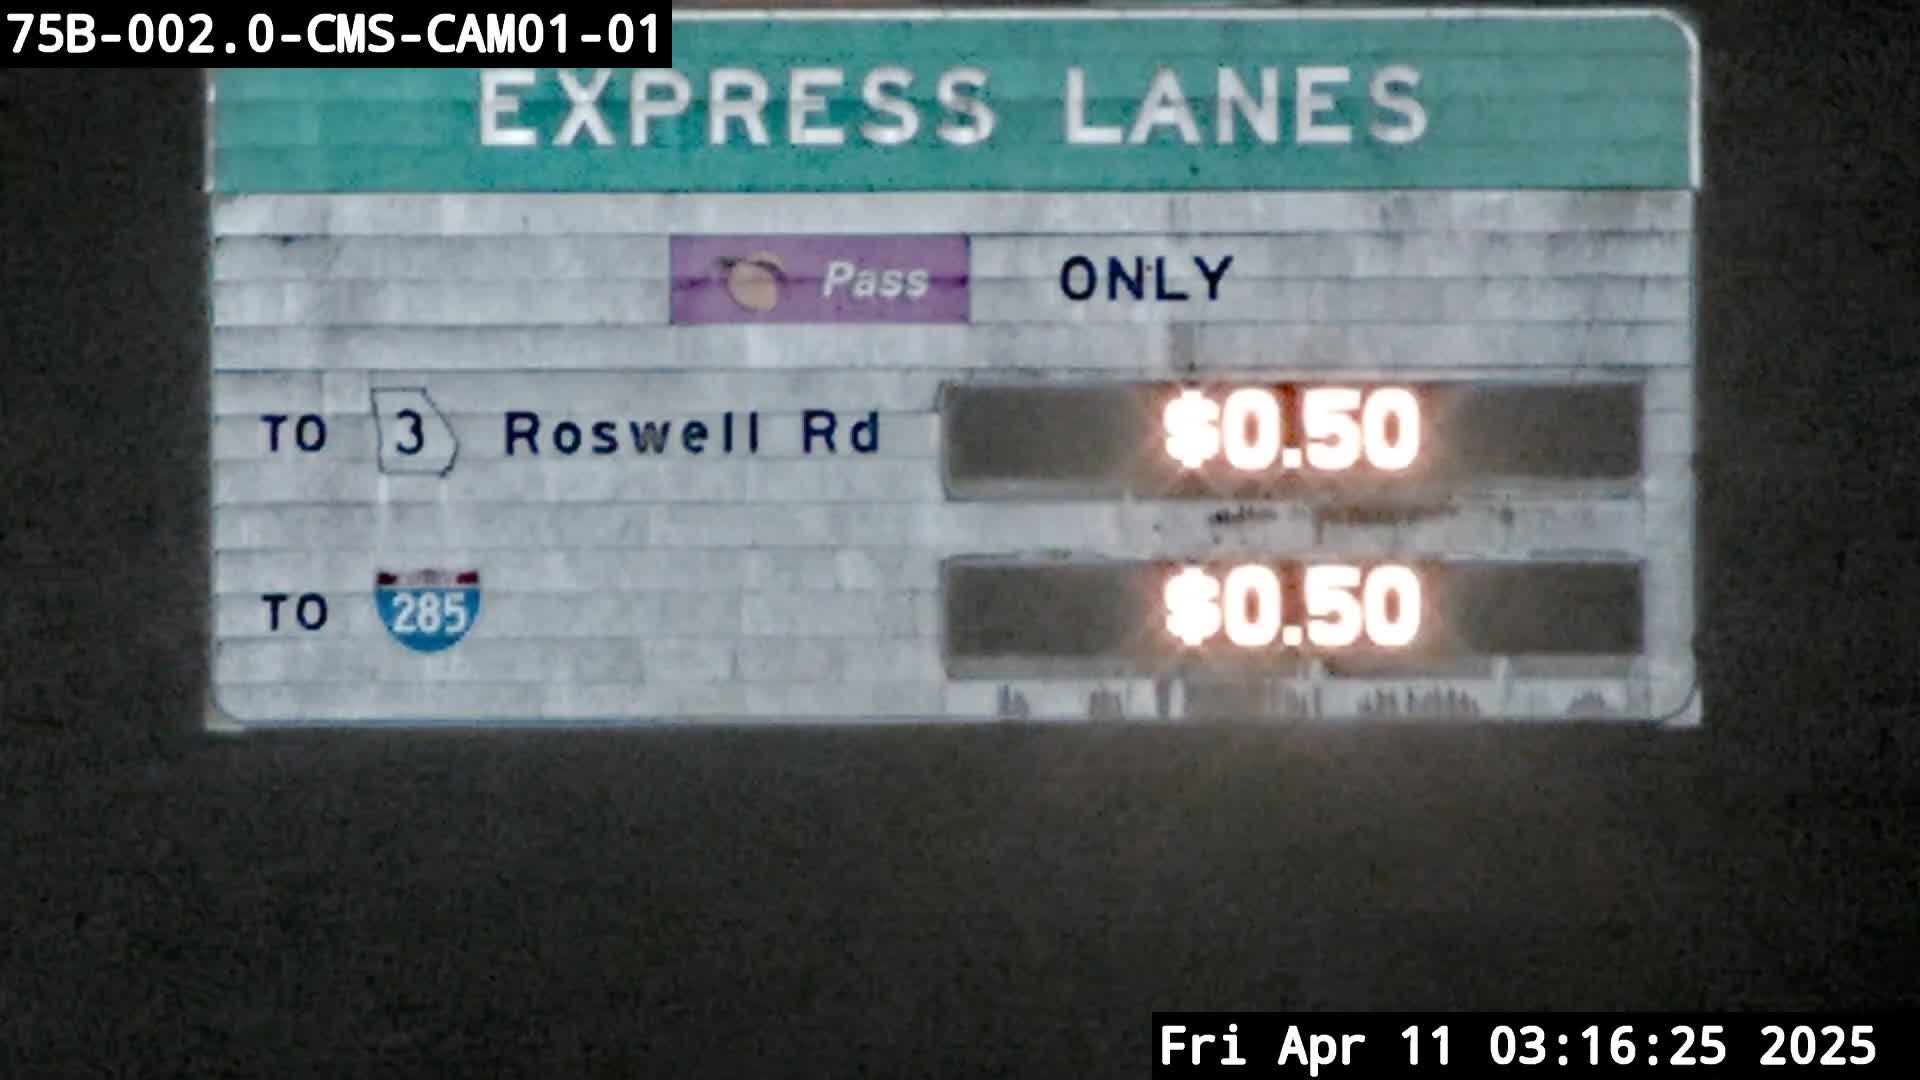 75B-002.0-CMS-CAM01-01
EXPRESS LANES
Pass ONLY
TO 3 Roswell Rd $0.50
TO 285 $0.50
Fri Apr 11 03:16:25 2025